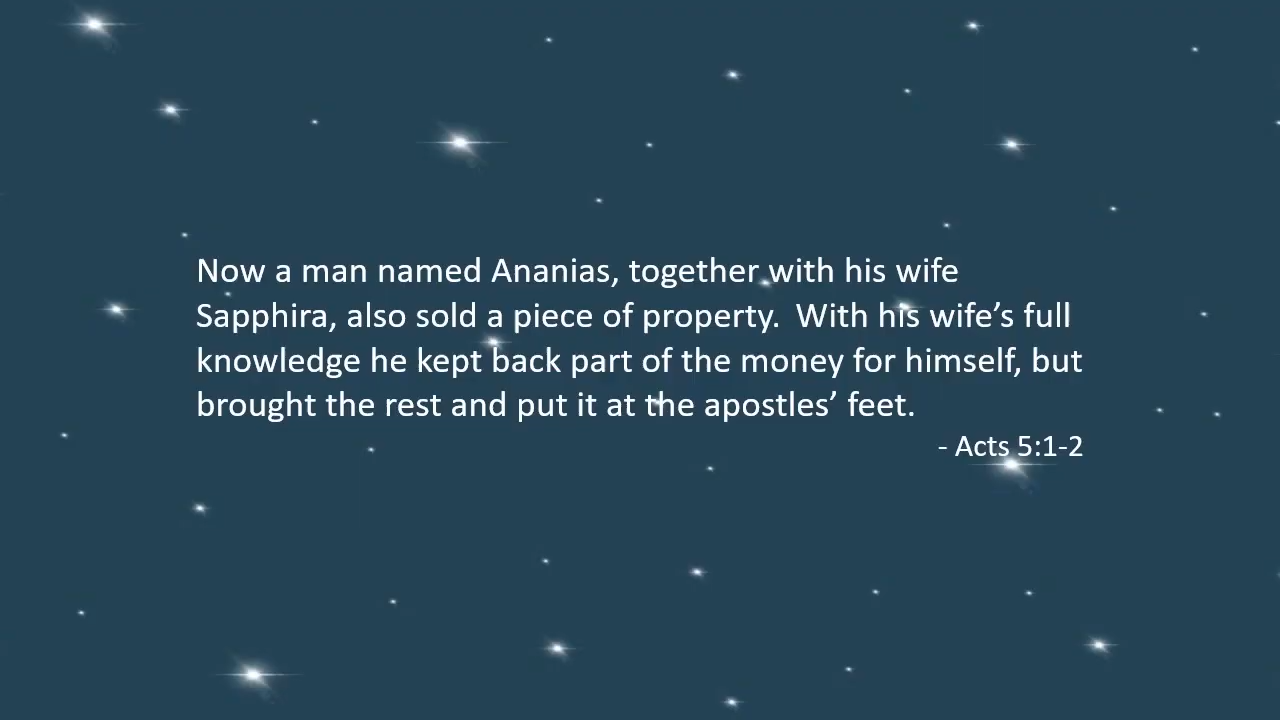 Now a man named Ananias, together with his wife
Sapphira, also sold a piece of property.  With his wife’s full
knowledge he kept back part of the money for himself, but
brought the rest and put it at the apostles’ feet.
- Acts 5:1-2